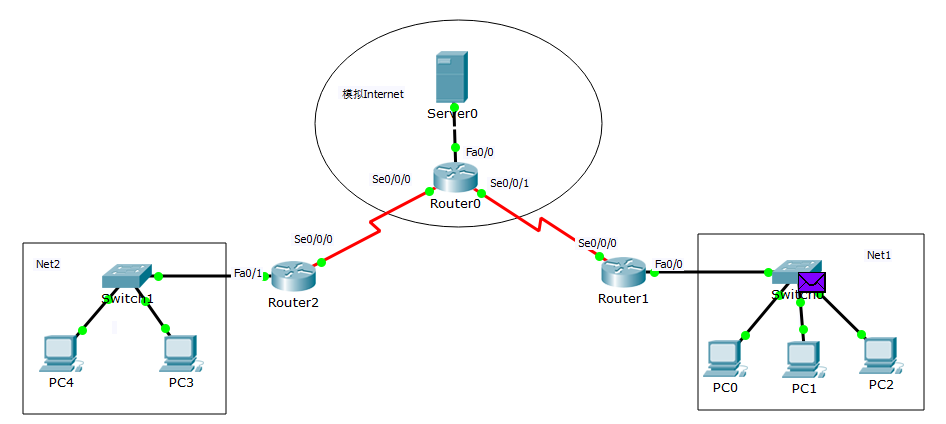 模拟Internet
Server0
Fa0/0
Se0/0/0
Se0/0/1
Router0
Se0/0/0
Se0/0/0
Net2
Net1
Fa0/1
Fa0/0
Switch1
Router2
Router1
PC4
PC3
PC0
PC1
PC2